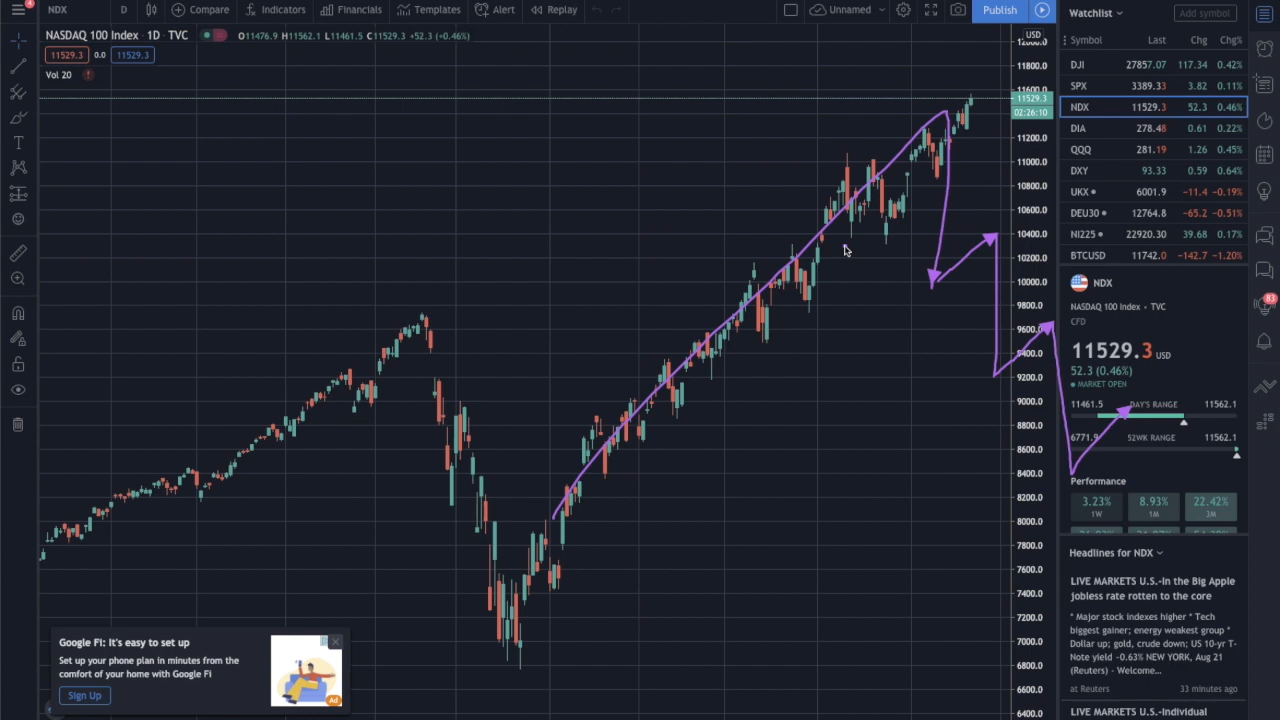 4
NDX
D
Compare
Indicators
Financials
Templates
Alert
Replay
Unnamed
Publish
NASDAQ 100 Index · 1D · TVC
O11476.9 H11562.1 L11461.5 C11529.3 +52.3 (+0.46%)
11529.3 0.0 11529.3
Vol 20
USD
12000.0
11800.0
11600.0
11529.3
02:26:10
11200.0
11000.0
10800.0
10600.0
10400.0
10200.0
10000.0
9800.0
9600.0
9400.0
9200.0
9000.0
8800.0
8600.0
8400.0
8200.0
8000.0
7800.0
7600.0
7400.0
7200.0
7000.0
6800.0
6600.0
6400.0
Google Fi: It's easy to set up
Set up your phone plan in minutes from the
comfort of your home with Google Fi
Sign Up
Ad
Watchlist
Add symbol
Symbol Last Chg Chg%
DJI 27857.07 117.34 0.42%
SPX 3389.33 3.82 0.11%
NDX 11529.3 52.3 0.46%
DIA 278.48 0.61 0.22%
QQQ 281.19 1.26 0.45%
DXY 93.33 0.59 0.64%
UKX 6001.9 −11.4 −0.19%
DEU30 12764.8 −65.2 −0.51%
NI225 22920.30 39.68 0.17%
BTCUSD 11742.0 −142.7 −1.20%
NDX
NASDAQ 100 Index • TVC
CFD
11529.3 USD
52.3 (0.46%)
MARKET OPEN
11461.5 DAY'S RANGE 11562.1
6771.9 52WK RANGE 11562.1
Performance
3.23% 8.93% 22.42%
1W 1M 3M
Headlines for NDX
LIVE MARKETS U.S.-In the Big Apple
jobless rate rotten to the core
* Major stock indexes higher * Tech
biggest gainer; energy weakest group *
Dollar up; gold, crude down; US 10-yr T-
Note yield ~0.63% NEW YORK, Aug 21
(Reuters) - Welcome...
at Reuters 33 minutes ago
LIVE MARKETS U.S.-Individual
83